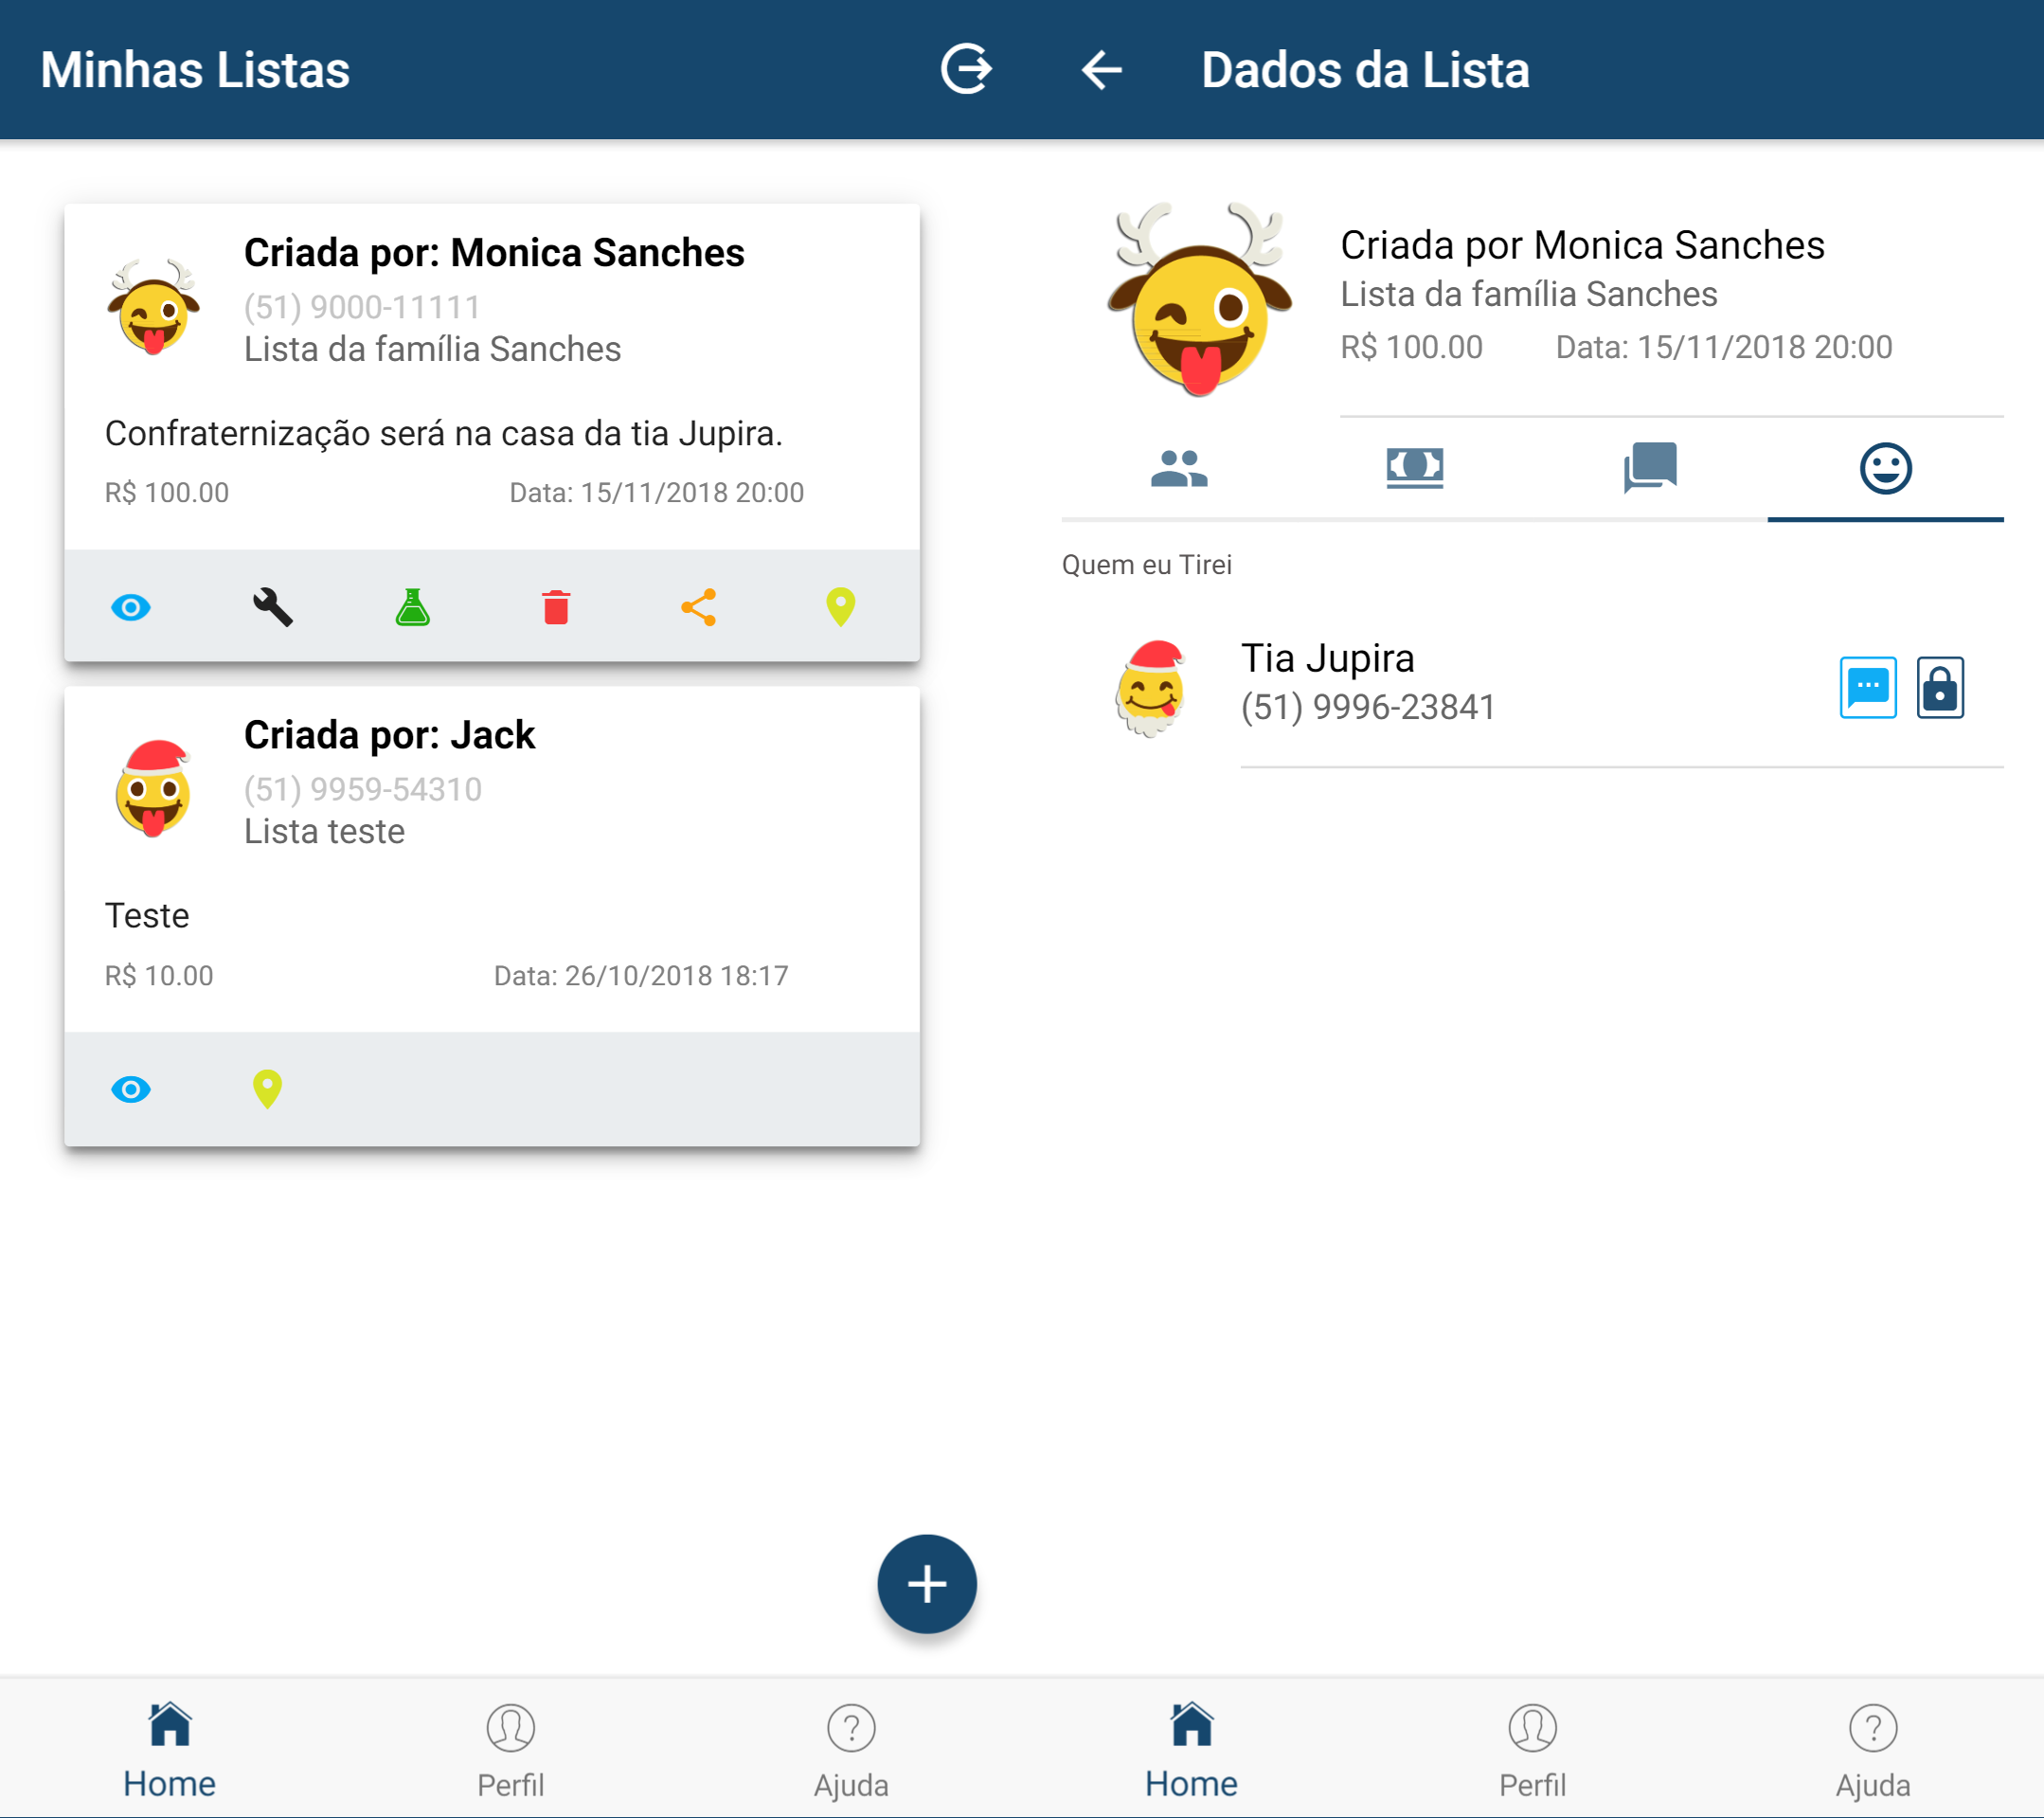 Minhas Listas
Criada por: Monica Sanches
(51) 9000-11111
Lista da família Sanches
Confraternização será na casa da tia Jupira.
R$ 100.00 Data: 15/11/2018 20:00
Criada por: Jack
(51) 9959-54310
Lista teste
Teste
R$ 10.00 Data: 26/10/2018 18:17
Home Perfil Ajuda
Dados da Lista
Criada por Monica Sanches
Lista da família Sanches
R$ 100.00 Data: 15/11/2018 20:00
Quem eu Tirei
Tia Jupira
(51) 9996-23841
Home Perfil Ajuda